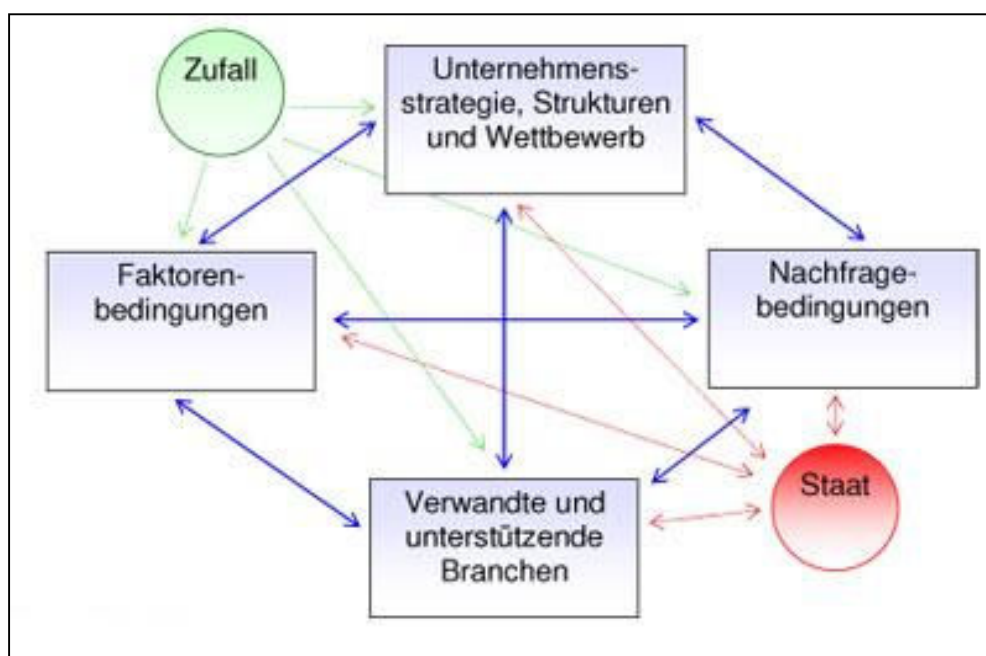 Zufall
Unternehmens-
strategie, Strukturen
und Wettbewerb
Faktoren-
bedingungen
Nachfrage-
bedingungen
Verwandte und
unterstützende
Branchen
Staat